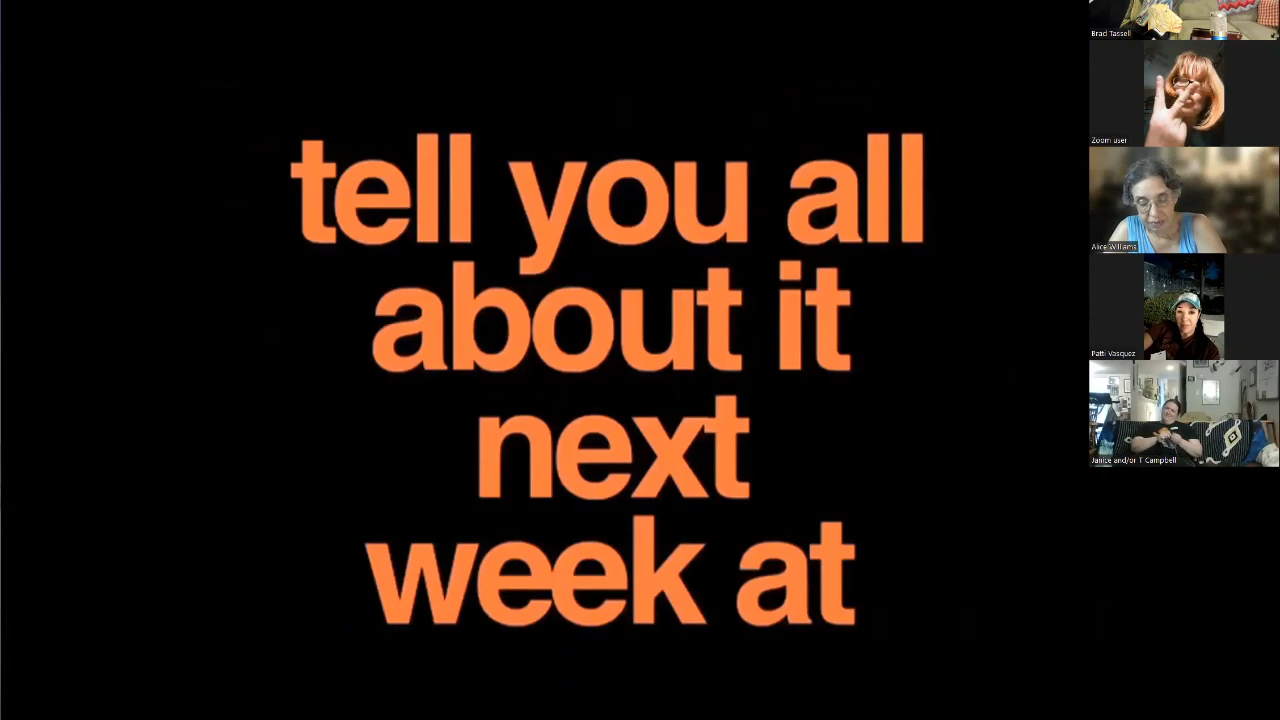 tell you all
about it
next
week at
Brad Tassell
Zoom user
Alice Williams
Patti Vasquez
Janice and/or T Campbell